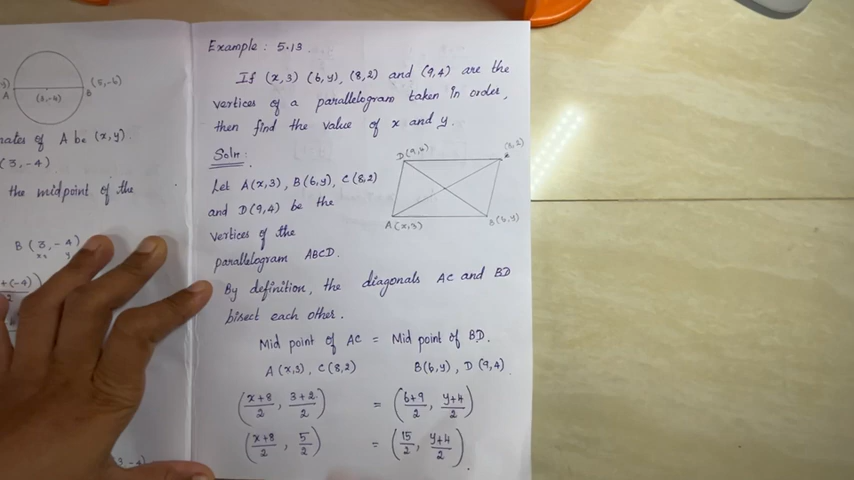 A
(3,-4)
B
(5,-6)
nates of A be (x,y).
(3,-4)
the midpoint of the
B (3,-4)
+(-4))
2
Example : 5.13
If (x,3) (6,y), (8,2) and (9,4) are the
vertices of a parallelogram taken in order,
then find the value of x and y.
Soln :
Let A(x,3), B(6,y), C(8,2)
and D(9,4) be the
vertices of the
parallelogram ABCD.
D(9,4)
(8,2)
A(x,3)
B(6,y)
By definition, the diagonals AC and BD
bisect each other.
Mid point of AC = Mid point of BD.
A(x,3), C(8,2) B(6,y), D(9,4)
(x+8/2, 3+2/2) = (6+9/2, y+4/2)
(x+8/2, 5/2) = (15/2, y+4/2).